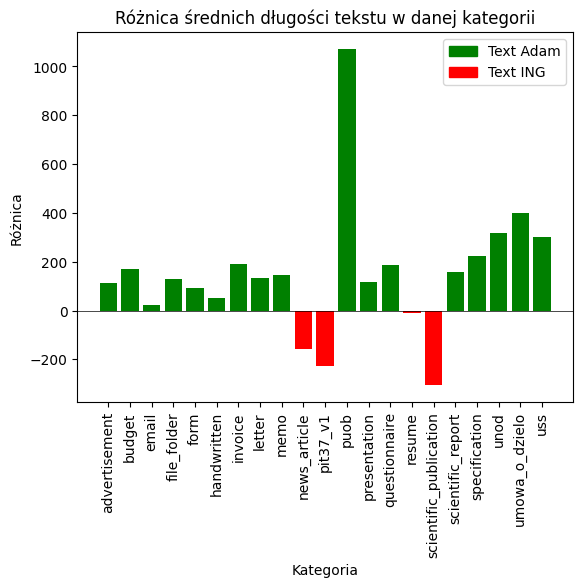 Różnica średnich długości tekstu w danej kategorii
Text Adam
Text ING
Różnica
1000
800
600
400
200
0
−200
advertisement
budget
email
file_folder
form
handwritten
invoice
letter
memo
news_article
pit37_v1
puob
presentation
questionnaire
resume
scientific_publication
scientific_report
specification
unod
umowa_o_dzielo
uss
Kategoria